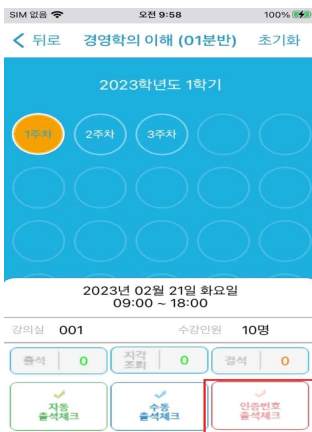 SIM 없음 오전 9:58 100%
뒤로 경영학의 이해 (01분반) 초기화
2023학년도 1학기
1주차 2주차 3주차
2023년 02월 21일 화요일
09:00 ~ 18:00
강의실 001 수강인원 10명
출석 0 지각 조회 0 결석 0
자동 수동 인증번호
출석체크 출석체크 출석체크